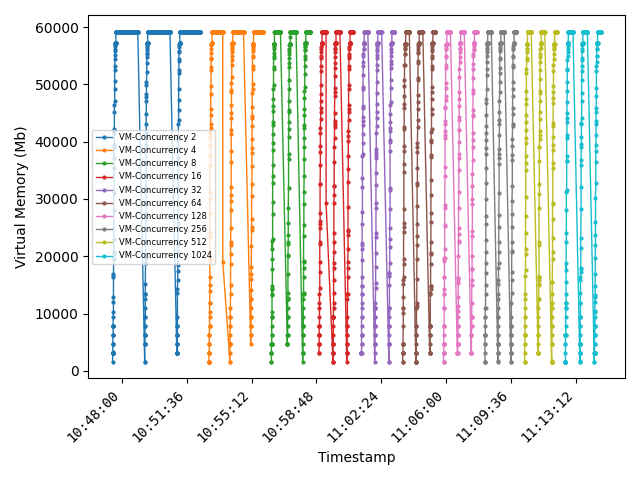 60000
50000
40000
30000
20000
10000
0
Virtual Memory (Mb)
VM-Concurrency 2
VM-Concurrency 4
VM-Concurrency 8
VM-Concurrency 16
VM-Concurrency 32
VM-Concurrency 64
VM-Concurrency 128
VM-Concurrency 256
VM-Concurrency 512
VM-Concurrency 1024
10:48:00
10:51:36
10:55:12
10:58:48
11:02:24
11:06:00
11:09:36
11:13:12
Timestamp